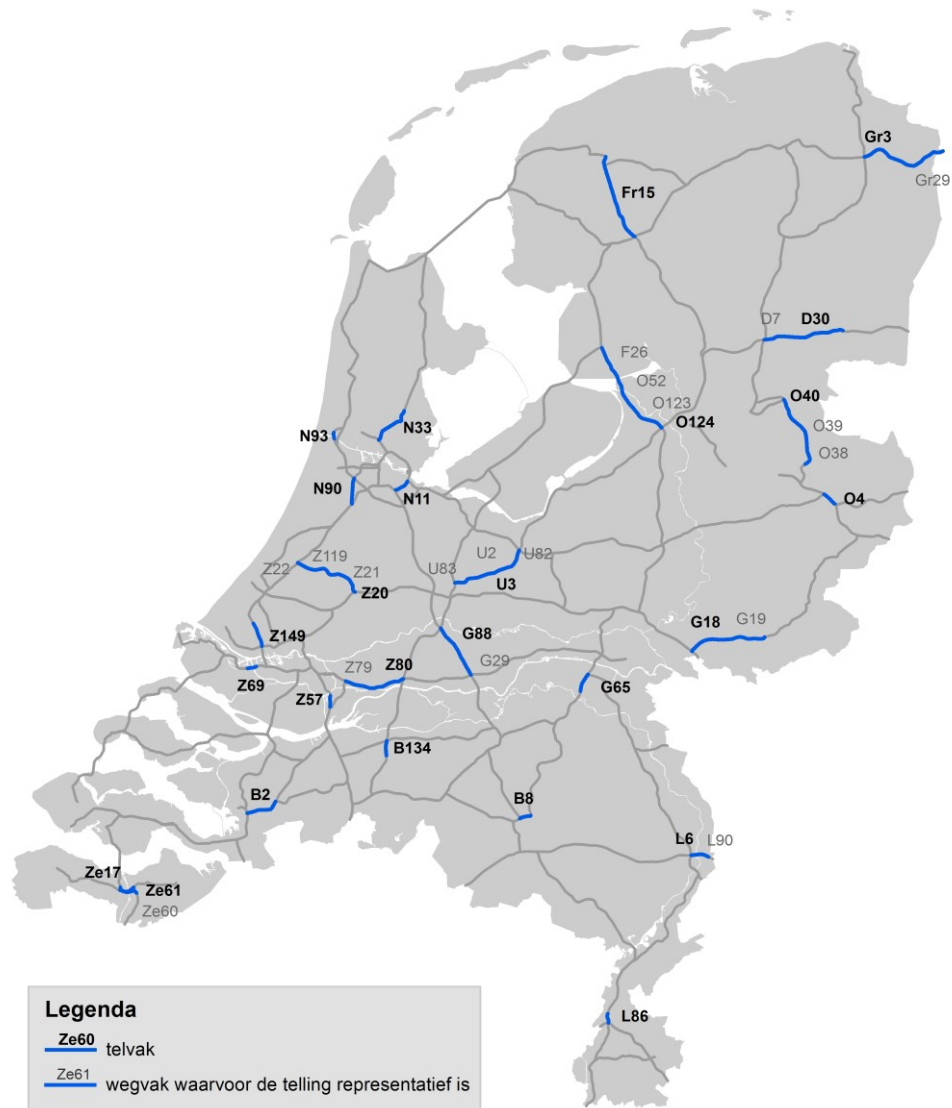 Gr3
Gr29
Fr15
D7 D30
F26
O52
O123
O124
O40
O39
O38
O4
N93
N33
N90
N11
Z22 Z119 Z21
Z20
U83 U2 U82
U3
G88
G29
G18 G19
Z149
Z69
Z79 Z80
Z57
G65
B134
B2
B8
L6 L90
Ze17 Ze61
Ze60
L86
Legenda
Ze60 telvak
Ze61 wegvak waarvoor de telling representatief is